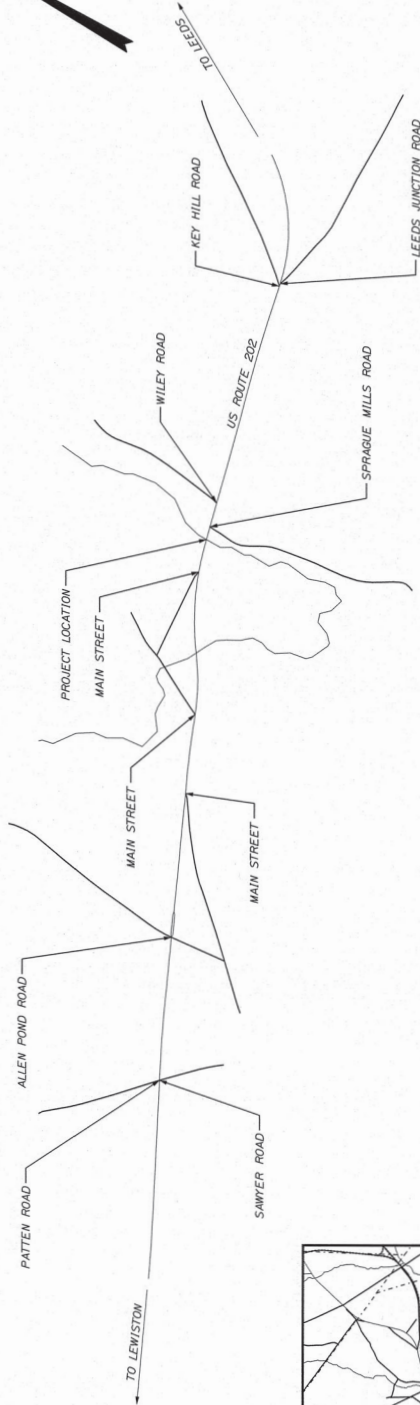 TO LEWISTON
PATTEN ROAD
SAWYER ROAD
ALLEN POND ROAD
MAIN STREET
MAIN STREET
MAIN STREET
PROJECT LOCATION
SPRAGUE MILLS ROAD
WILEY ROAD
US ROUTE 202
KEY HILL ROAD
LEEDS JUNCTION ROAD
TO LEEDS